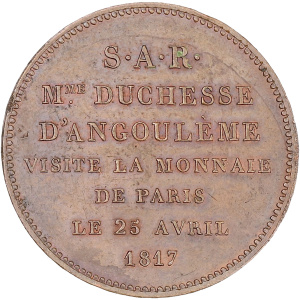 S·A·R·
MME DUCHESSE
D'ANGOULÊME
VISITE LA MONNAIE
DE PARIS
LE 25 AVRIL
1817